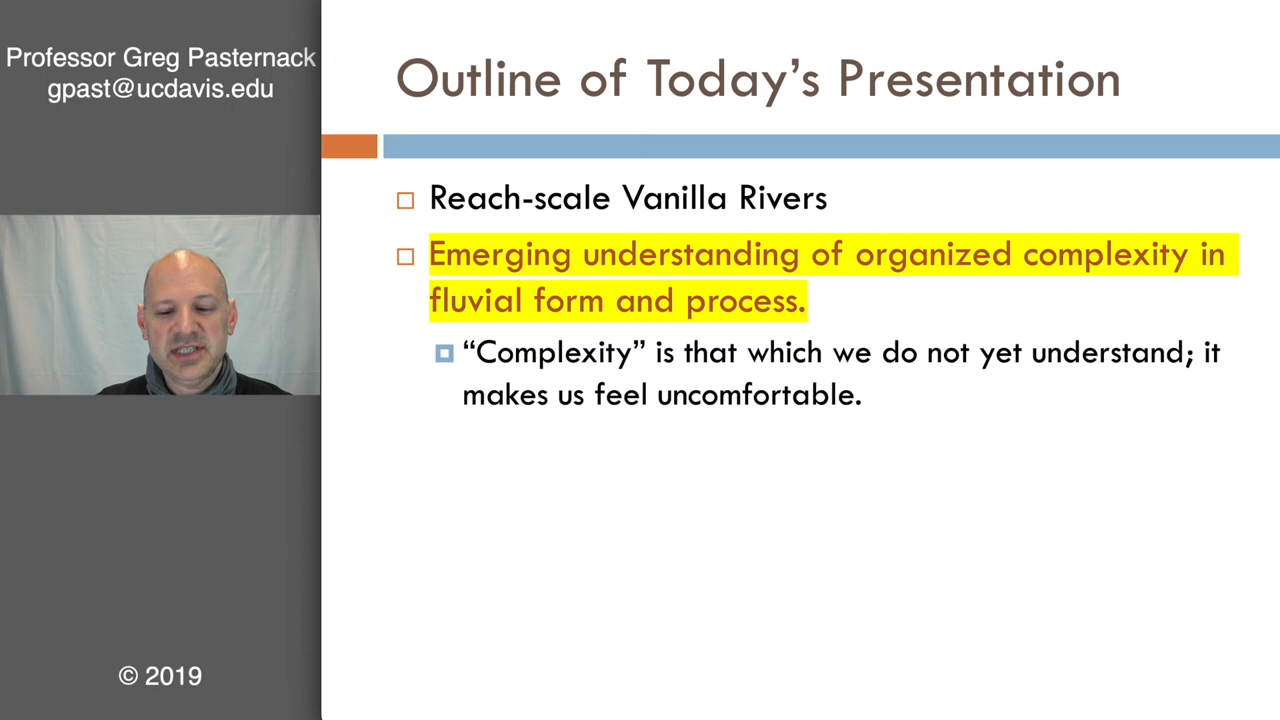 Professor Greg Pasternack
gpast@ucdavis.edu
Outline of Today’s Presentation
Reach-scale Vanilla Rivers
Emerging understanding of organized complexity in
fluvial form and process.
“Complexity” is that which we do not yet understand; it
makes us feel uncomfortable.
© 2019